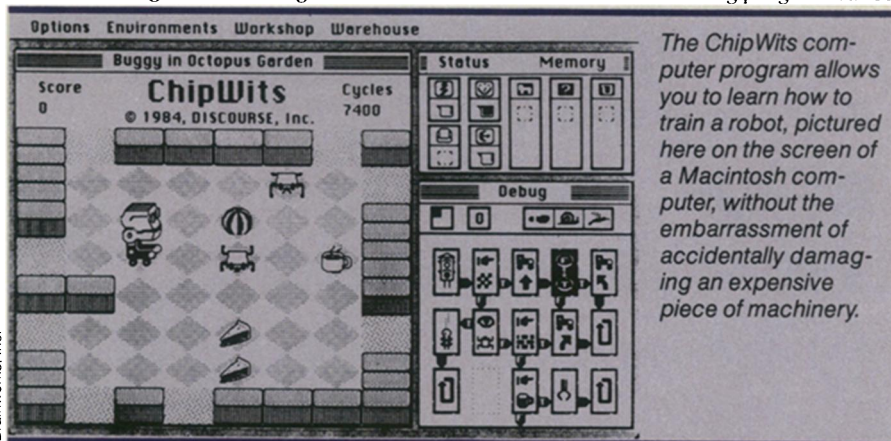 Options Environments Workshop Warehouse
Buggy in Octopus Garden
Score
0
ChipWits
© 1984, DISCOURSE, Inc.
Cycles
7400
Status Memory
Debug
0
The ChipWits com-
puter program allows
you to learn how to
train a robot, pictured
here on the screen of
a Macintosh com-
puter, without the
embarrassment of
accidentally damag-
ing an expensive
piece of machinery.